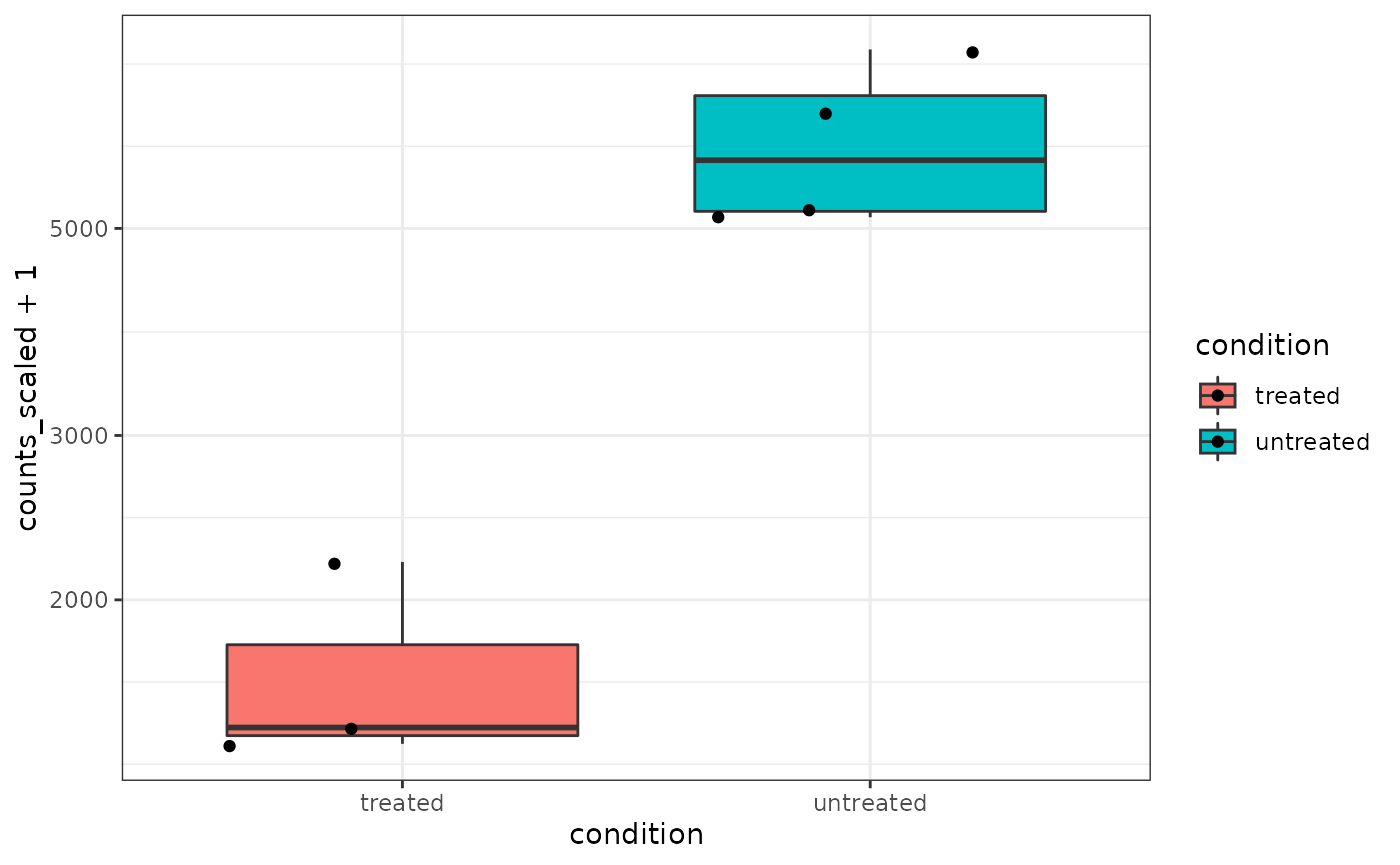 counts_scaled + 1
5000
3000
2000
treated
untreated
condition
condition
treated
untreated